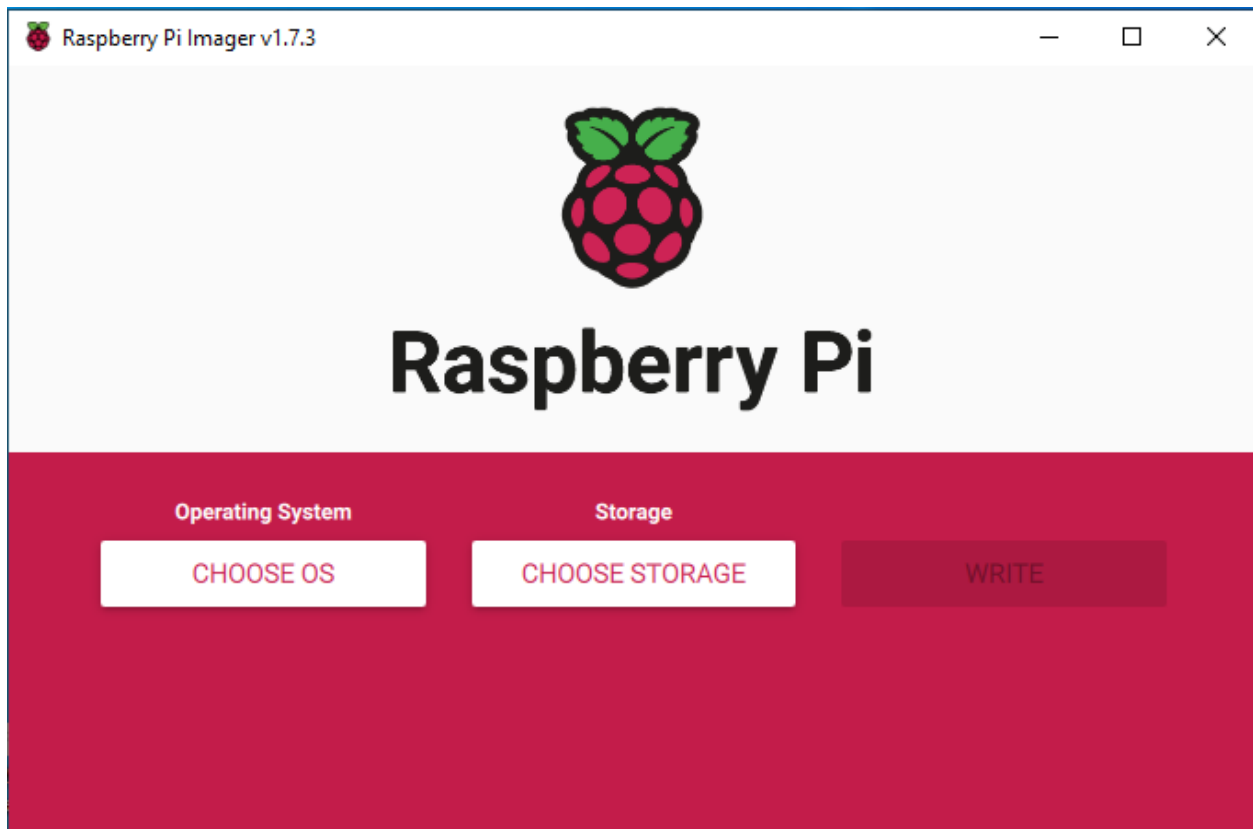 Raspberry Pi Imager v1.7.3
Raspberry Pi
Operating System
Storage
CHOOSE OS
CHOOSE STORAGE
WRITE